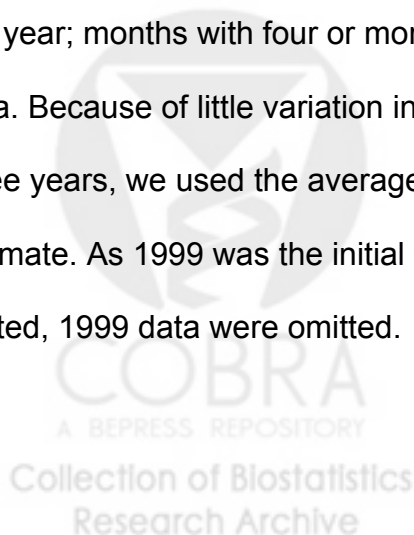 year; months with four or mor
a. Because of little variation in
ee years, we used the average
mate. As 1999 was the initial
ted, 1999 data were omitted.
COBRA
A BEPRESS REPOSITORY
Collection of Biostatistics
Research Archive